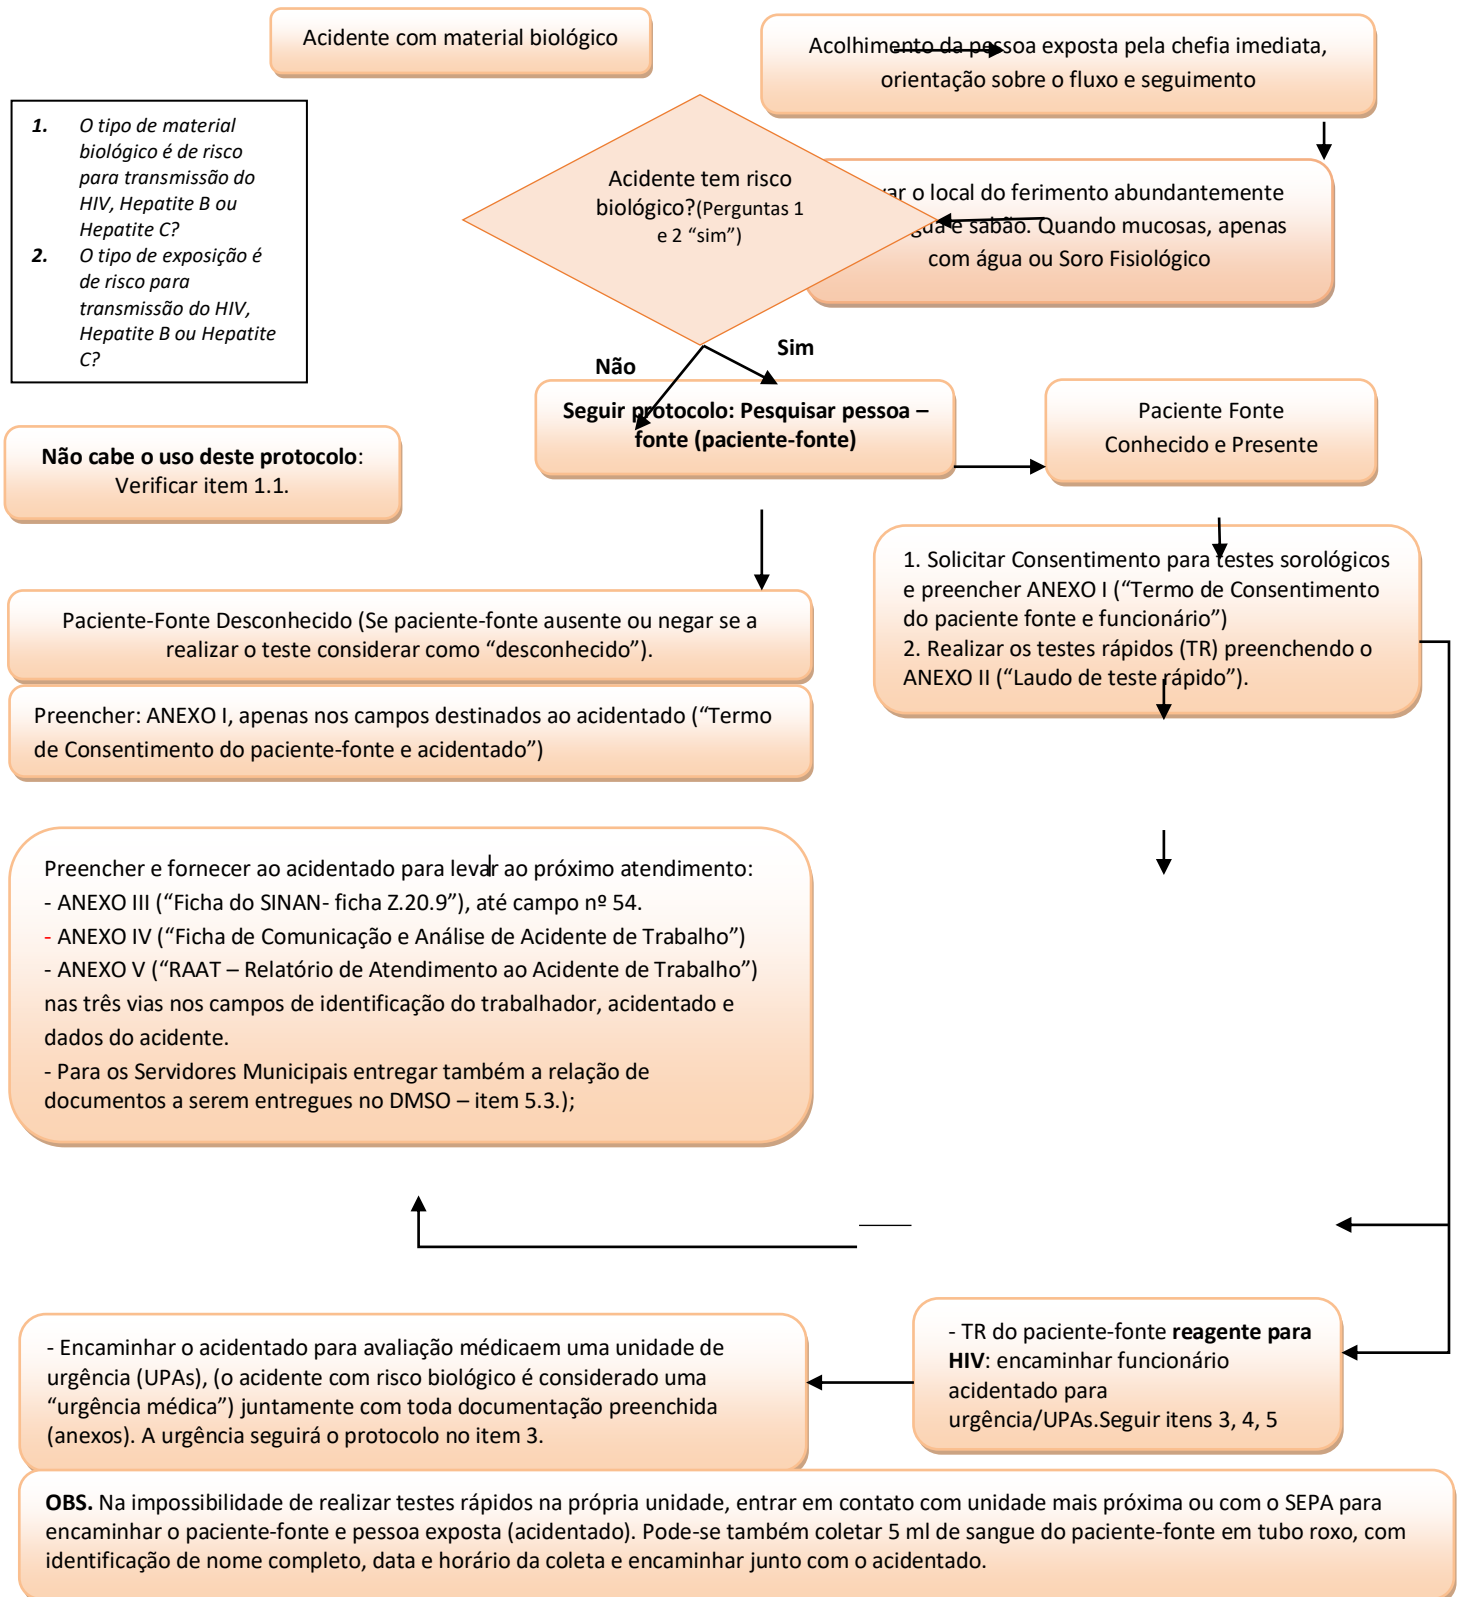 Acidente com material biológico
Acolhimento da pessoa exposta pela chefia imediata,
orientação sobre o fluxo e seguimento
1. O tipo de material
biológico é de risco
para transmissão do
HIV, Hepatite B ou
Hepatite C?
2. O tipo de exposição é
de risco para
transmissão do HIV,
Hepatite B ou Hepatite
C?
Acidente tem risco
biológico?(Perguntas 1
e 2 “sim”)
o local do ferimento abundantemente
e sabão. Quando mucosas, apenas
com água ou Soro Fisiológico
Não
Sim
Seguir protocolo: Pesquisar pessoa –
fonte (paciente-fonte)
Paciente Fonte
Conhecido e Presente
Não cabe o uso deste protocolo:
Verificar item 1.1.
1. Solicitar Consentimento para testes sorológicos
e preencher ANEXO I (“Termo de Consentimento
do paciente fonte e funcionário”)
2. Realizar os testes rápidos (TR) preenchendo o
ANEXO II (“Laudo de teste rápido”).
Paciente-Fonte Desconhecido (Se paciente-fonte ausente ou negar se a
realizar o teste considerar como “desconhecido”).
Preencher: ANEXO I, apenas nos campos destinados ao acidentado (“Termo
de Consentimento do paciente-fonte e acidentado”)
Preencher e fornecer ao acidentado para levar ao próximo atendimento:
- ANEXO III (“Ficha do SINAN- ficha Z.20.9”), até campo nº 54.
- ANEXO IV (“Ficha de Comunicação e Análise de Acidente de Trabalho”)
- ANEXO V (“RAAT – Relatório de Atendimento ao Acidente de Trabalho”)
nas três vias nos campos de identificação do trabalhador, acidentado e
dados do acidente.
- Para os Servidores Municipais entregar também a relação de
documentos a serem entregues no DMSO – item 5.3.);
- Encaminhar o acidentado para avaliação médicaem uma unidade de
urgência (UPAs), (o acidente com risco biológico é considerado uma
“urgência médica”) juntamente com toda documentação preenchida
(anexos). A urgência seguirá o protocolo no item 3.
- TR do paciente-fonte reagente para
HIV: encaminhar funcionário
acidentado para
urgência/UPAs.Seguir itens 3, 4, 5
OBS. Na impossibilidade de realizar testes rápidos na própria unidade, entrar em contato com unidade mais próxima ou com o SEPA para
encaminhar o paciente-fonte e pessoa exposta (acidentado). Pode-se também coletar 5 ml de sangue do paciente-fonte em tubo roxo, com
identificação de nome completo, data e horário da coleta e encaminhar junto com o acidentado.